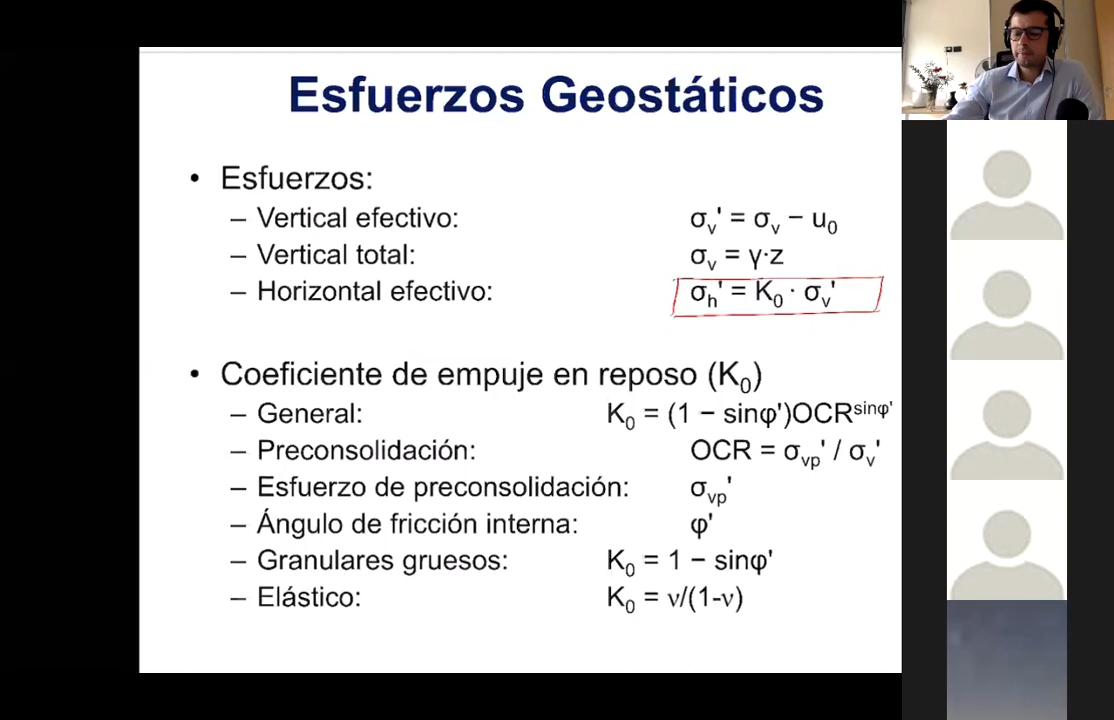 Esfuerzos Geostáticos
• Esfuerzos:
– Vertical efectivo: σv' = σv − u0
– Vertical total: σv = γ·z
– Horizontal efectivo: σh' = K0 · σv'
• Coeficiente de empuje en reposo (K0)
– General: K0 = (1 − sinφ')OCR^sinφ'
– Preconsolidación: OCR = σvp' / σv'
– Esfuerzo de preconsolidación: σvp'
– Ángulo de fricción interna: φ'
– Granulares gruesos: K0 = 1 − sinφ'
– Elástico: K0 = ν/(1-ν)